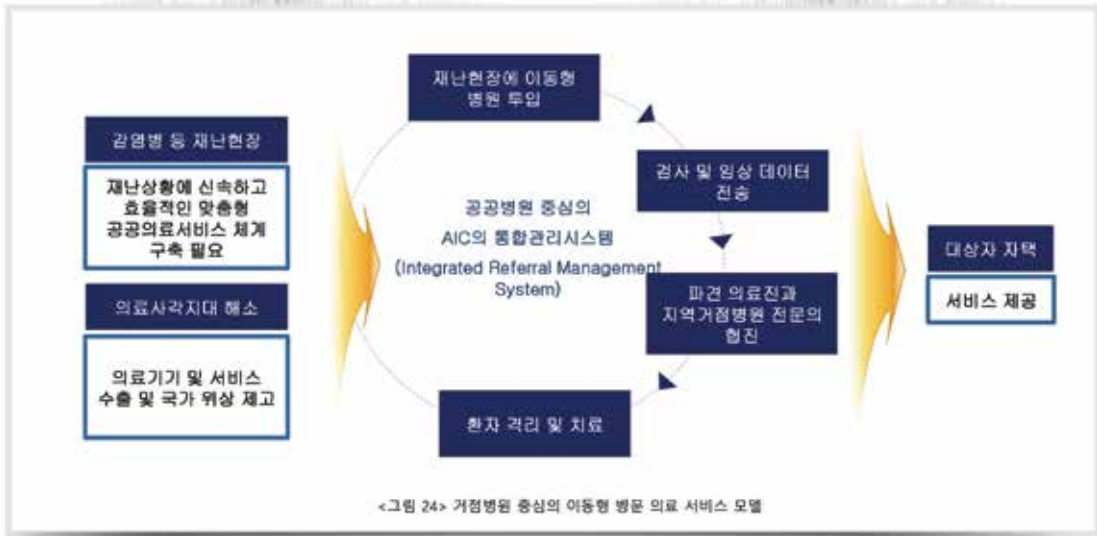 감염병 등 재난현장
재난상황에 신속하고
효율적인 맞춤형
공공의료서비스 체계
구축 필요
의료사각지대 해소
의료기기 및 서비스
수출 및 국가 위상 제고
재난현장에 이동형
병원 투입
검사 및 임상 데이터
전송
파견 의료진과
지역거점병원 전문의
협진
환자 격리 및 치료
공공병원 중심의
AIC의 통합관리시스템
(Integrated Referral Management
System)
대상자 자택
서비스 제공
<그림 24> 거점병원 중심의 이동형 방문 의료 서비스 모델